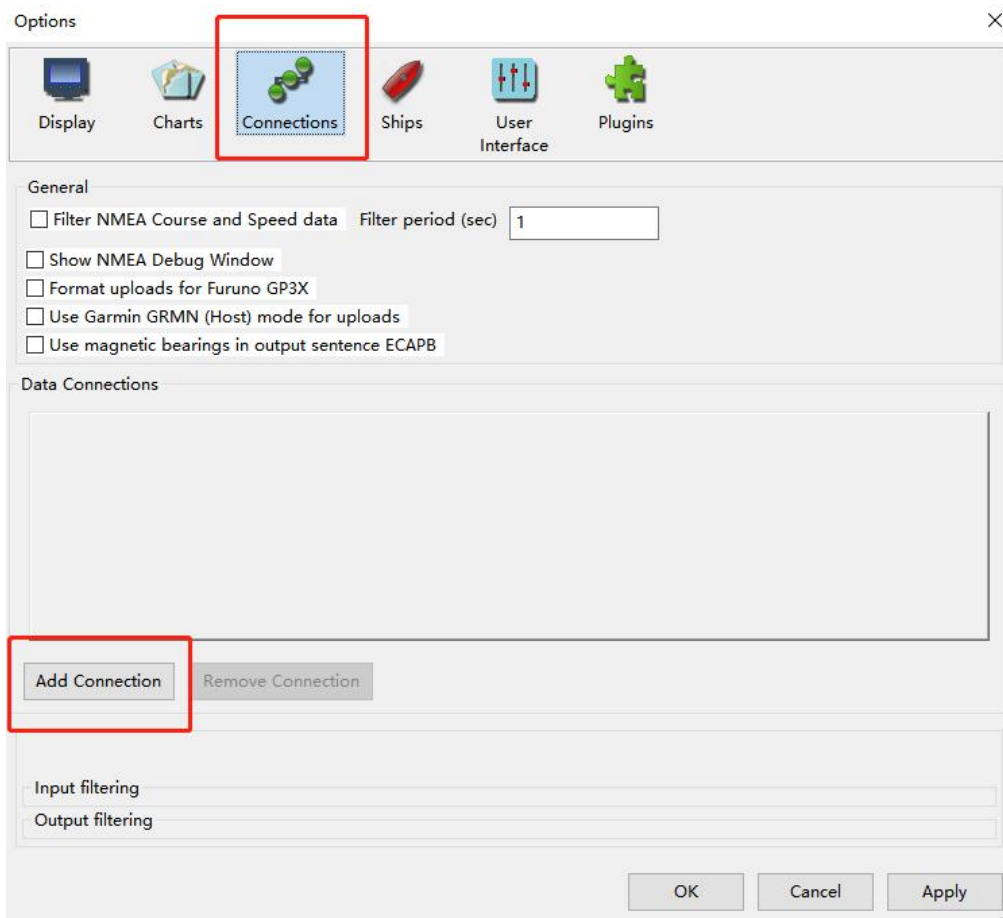 Options
Display Charts Connections Ships User Interface Plugins
General
Filter NMEA Course and Speed data Filter period (sec) 1
Show NMEA Debug Window
Format uploads for Furuno GP3X
Use Garmin GRMN (Host) mode for uploads
Use magnetic bearings in output sentence ECAPB
Data Connections
Add Connection Remove Connection
Input filtering
Output filtering
OK Cancel Apply